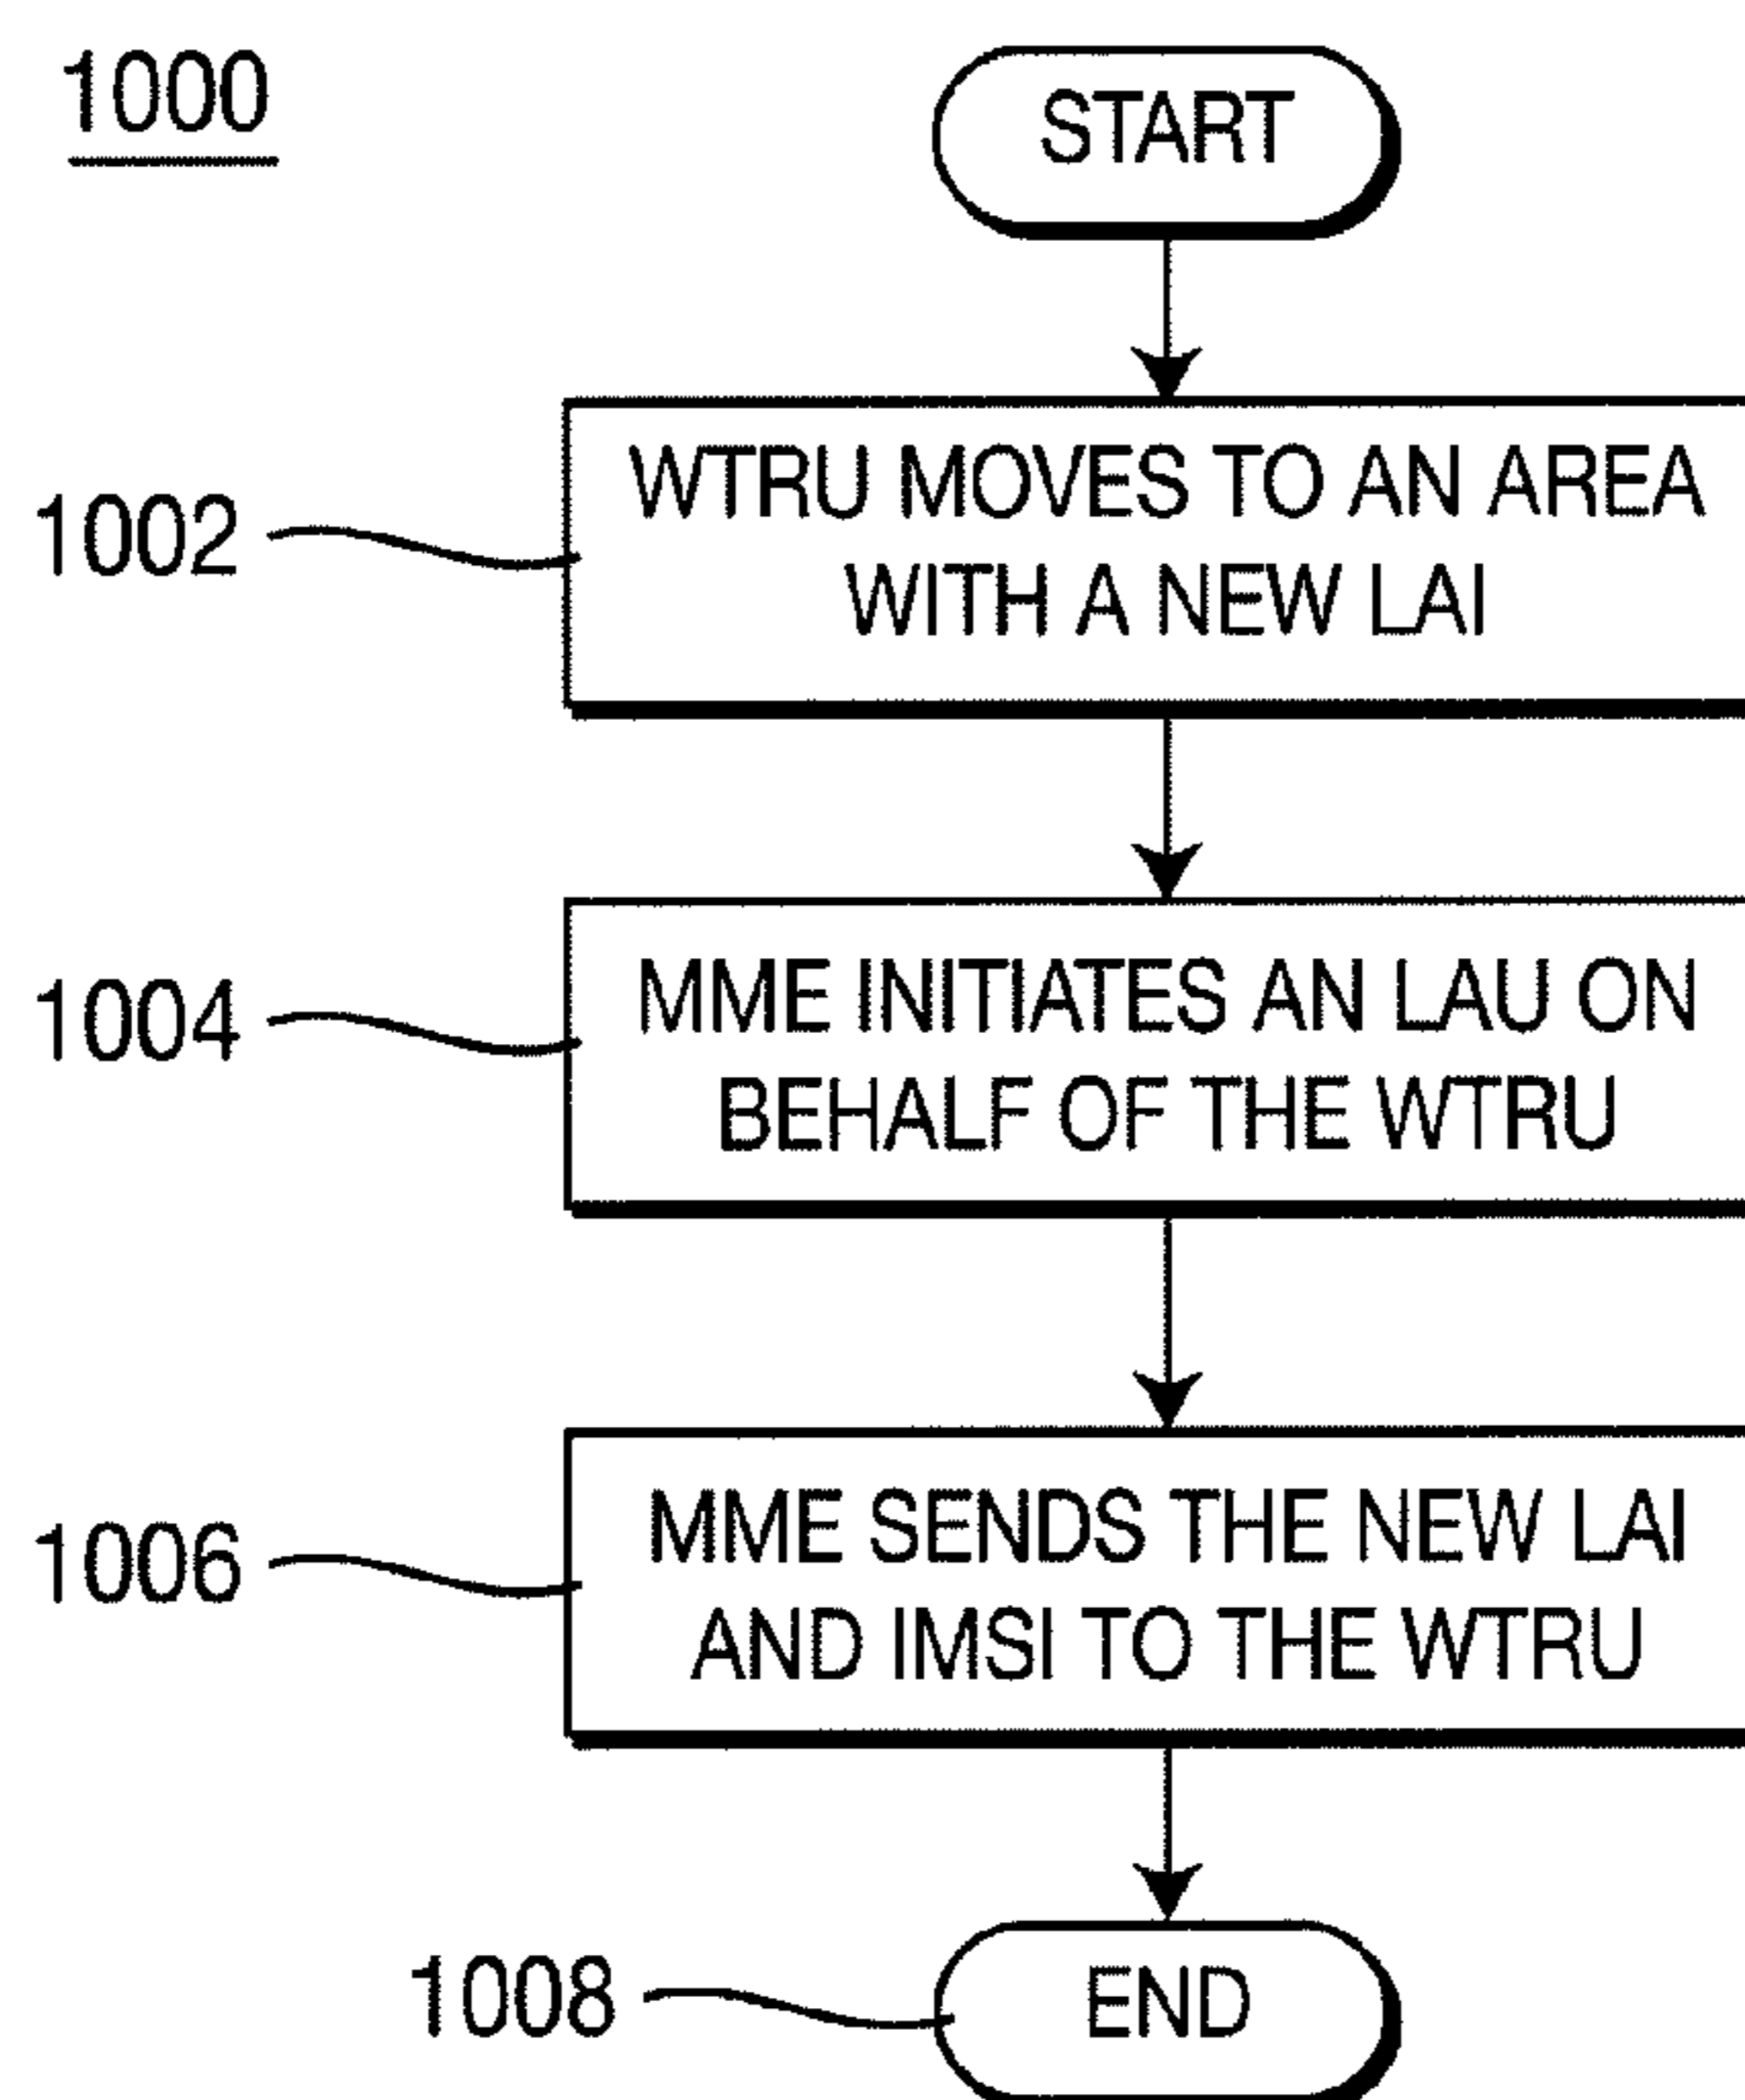 1000
START
1002
WTRU MOVES TO AN AREA
WITH A NEW LAI
1004
MME INITIATES AN LAU ON
BEHALF OF THE WTRU
1006
MME SENDS THE NEW LAI
AND IMSI TO THE WTRU
1008
END